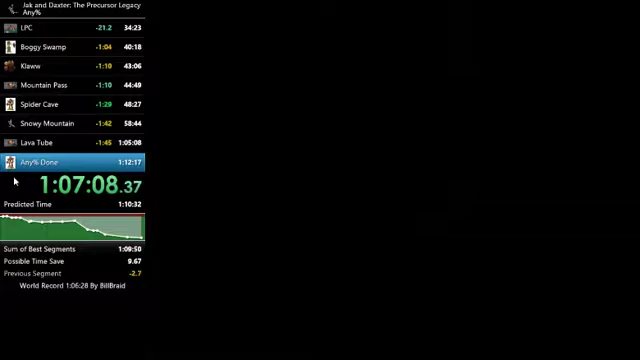 Jak and Daxter: The Precursor Legacy
Any%
LPC -21.2 34:23
Boggy Swamp -1:04 40:18
Klaww -1:10 43:06
Mountain Pass -1:10 44:49
Spider Cave -1:29 48:27
Snowy Mountain -1:42 58:44
Lava Tube -1:45 1:05:08
Any% Done 1:12:17
1:07:08.37
Predicted Time 1:10:32
Sum of Best Segments 1:09:50
Possible Time Save 9.67
Previous Segment -2.7
World Record 1:06:28 By BillBraid